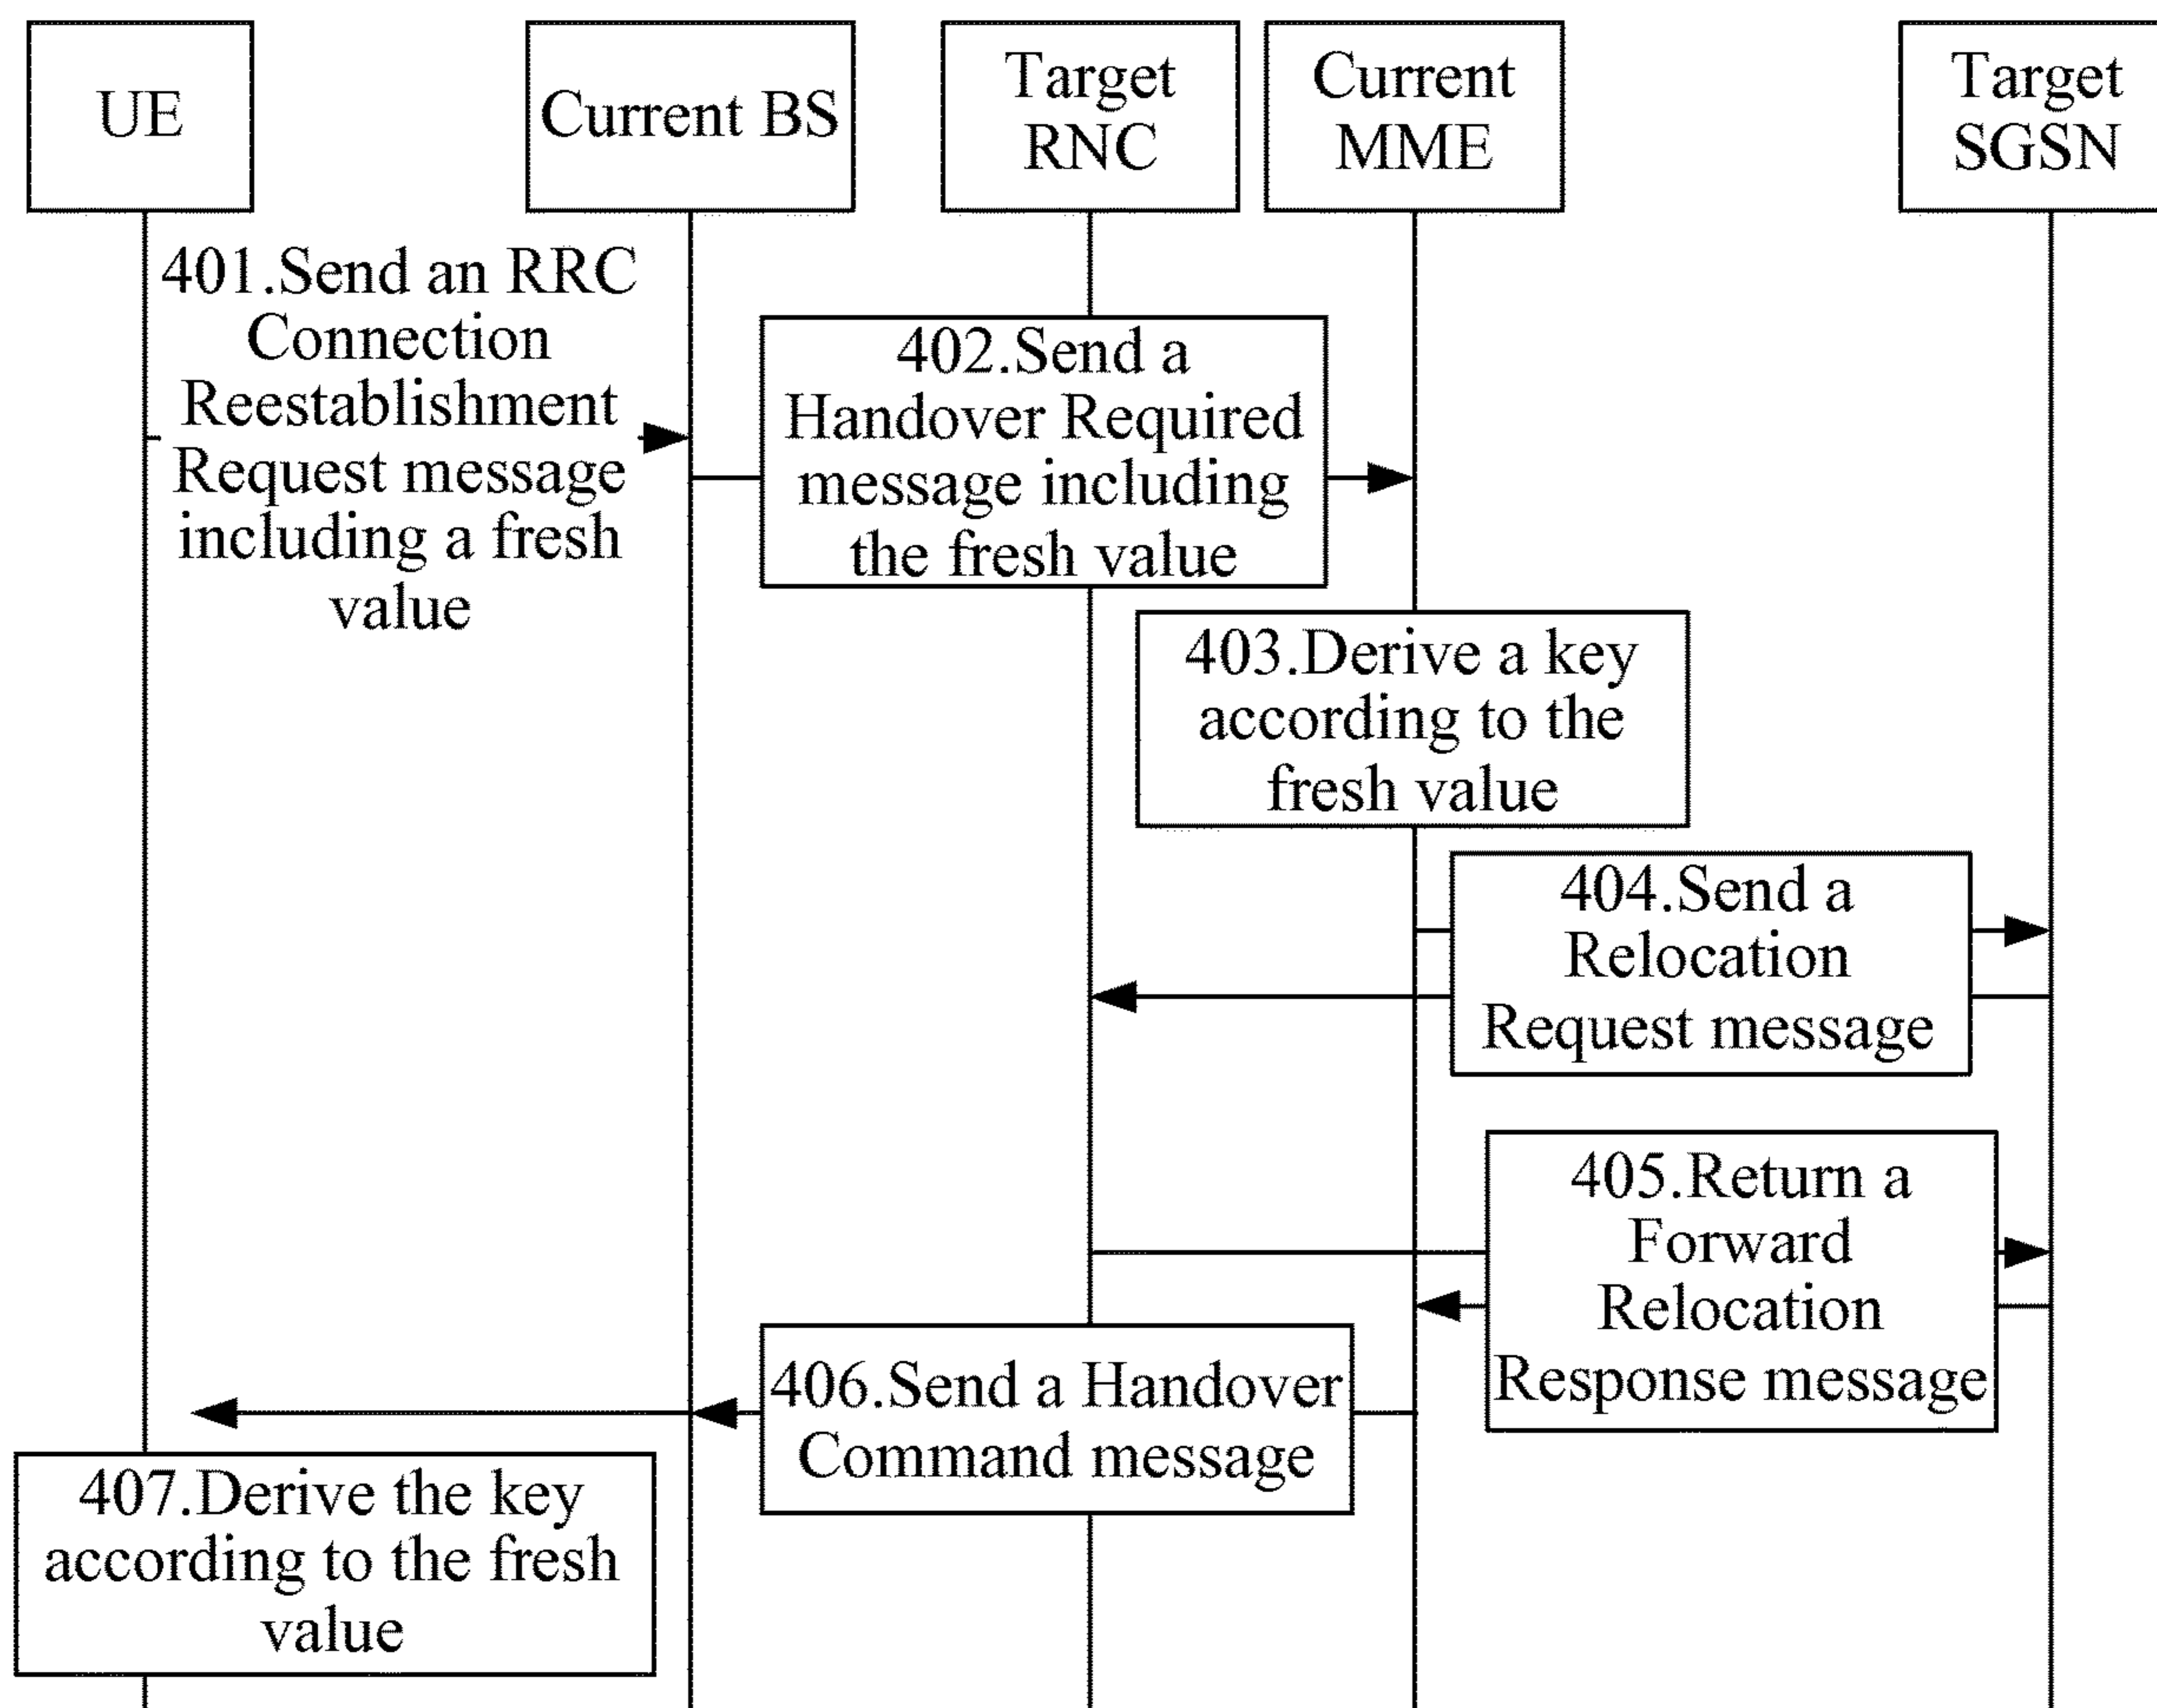 UE
Current BS
Target
RNC
Current
MME
Target
SGSN
401.Send an RRC
Connection
Reestablishment
Request message
including a fresh
value
402.Send a
Handover Required
message including
the fresh value
403.Derive a key
according to the
fresh value
404.Send a
Relocation
Request message
405.Return a
Forward
Relocation
Response message
406.Send a Handover
Command message
407.Derive the key
according to the fresh
value